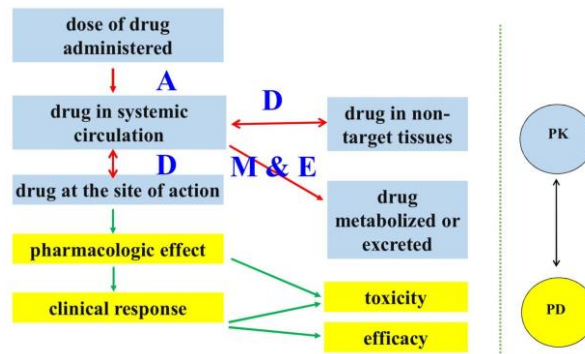 dose of drug
administered
A
drug in systemic
circulation
D
drug in non-
target tissues
D
M & E
drug at the site of action
drug
metabolized or
excreted
pharmacologic effect
clinical response
toxicity
efficacy
PK
PD